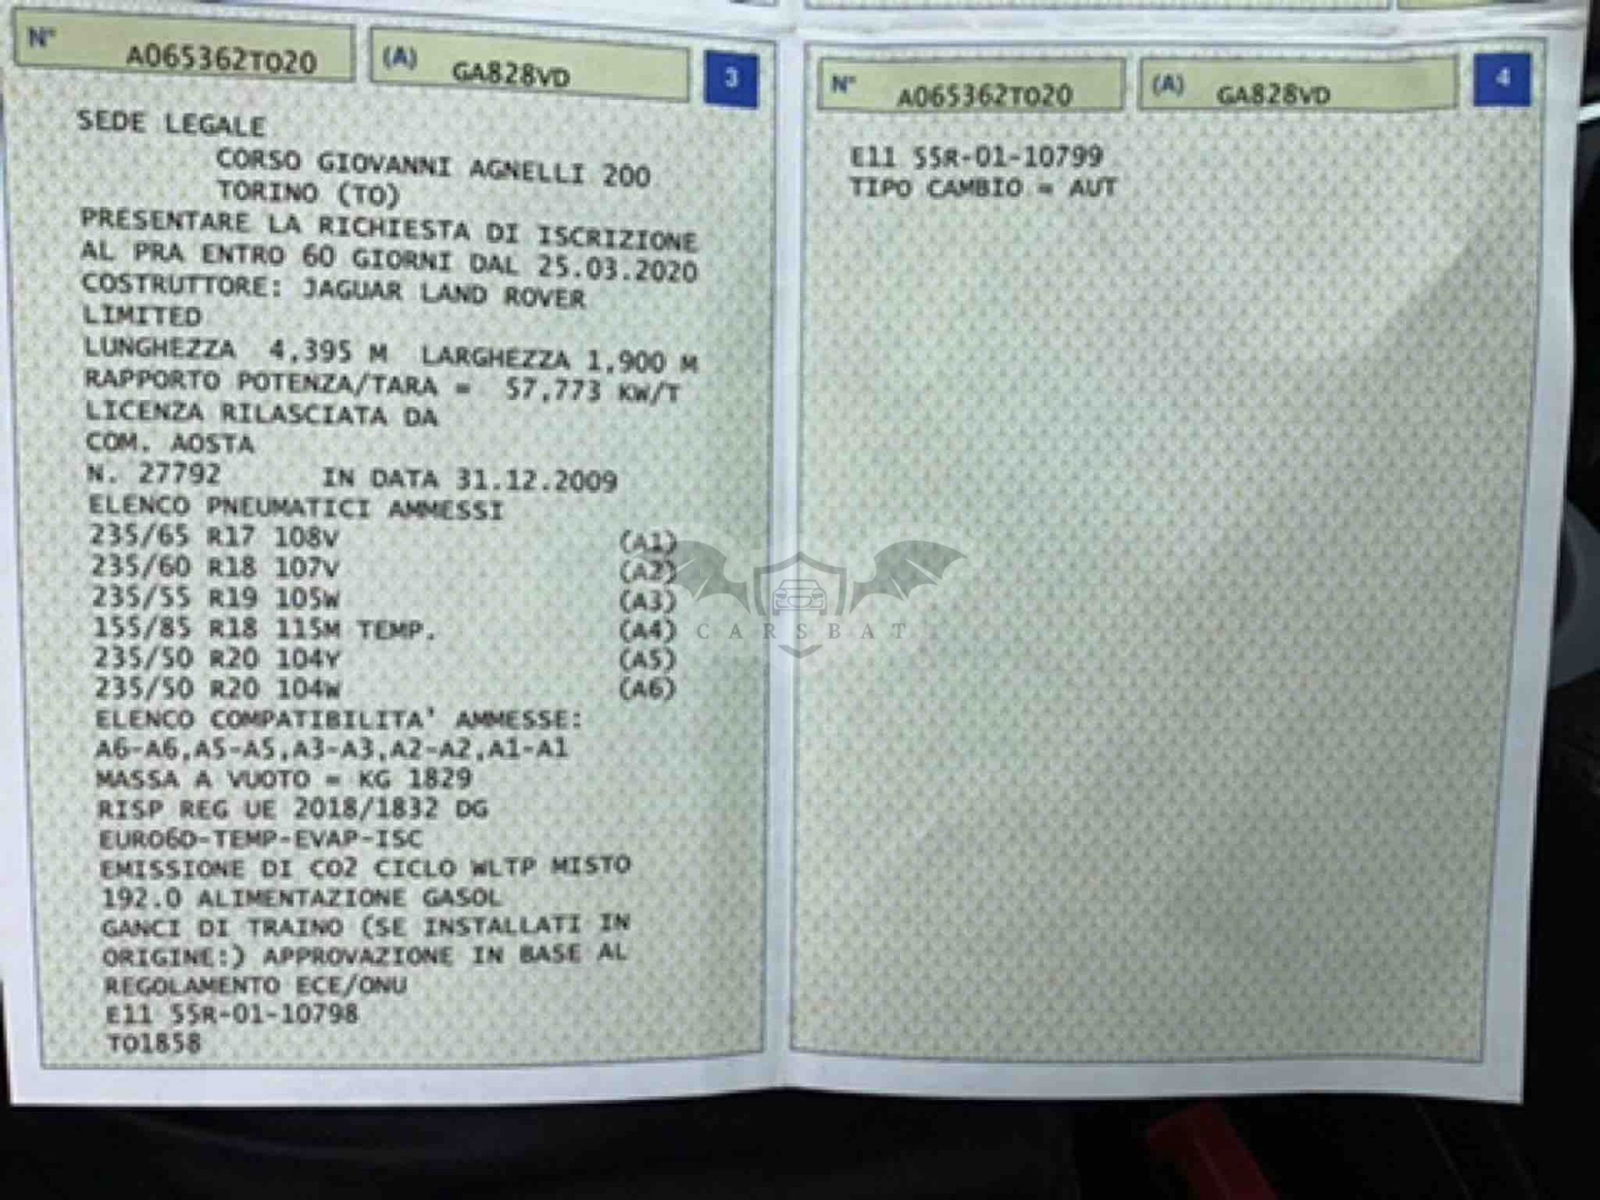 N° A065362TO20 (A) GA828VD 3
SEDE LEGALE
CORSO GIOVANNI AGNELLI 200
TORINO (TO)
PRESENTARE LA RICHIESTA DI ISCRIZIONE
AL PRA ENTRO 60 GIORNI DAL 25.03.2020
COSTRUTTORE: JAGUAR LAND ROVER
LIMITED
LUNGHEZZA 4,395 M LARGHEZZA 1,900 M
RAPPORTO POTENZA/TARA = 57,773 KW/T
LICENZA RILASCIATA DA
COM. AOSTA
N. 27792 IN DATA 31.12.2009
ELENCO PNEUMATICI AMMESSI
235/65 R17 108V (A1)
235/60 R18 107V (A2)
235/55 R19 105W (A3)
155/85 R18 115M TEMP. (A4)
235/50 R20 104Y (A5)
235/50 R20 104W (A6)
ELENCO COMPATIBILITA' AMMESSE:
A6-A6,A5-A5,A3-A3,A2-A2,A1-A1
MASSA A VUOTO = KG 1829
RISP REG UE 2018/1832 DG
EURO6D-TEMP-EVAP-ISC
EMISSIONE DI CO2 CICLO WLTP MISTO
192.0 ALIMENTAZIONE GASOL
GANCI DI TRAINO (SE INSTALLATI IN
ORIGINE:) APPROVAZIONE IN BASE AL
REGOLAMENTO ECE/ONU
E11 55R-01-10798
TO1858
N° A065362TO20 (A) GA828VD 4
E11 55R-01-10799
TIPO CAMBIO = AUT
CARSBAT